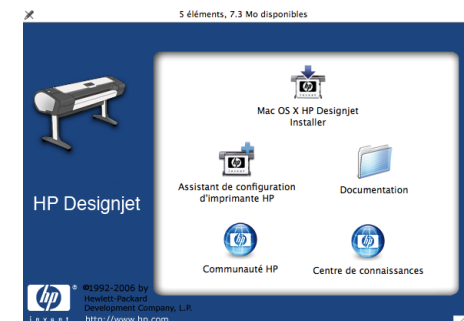 5 éléments, 7.3 Mo disponibles
Mac OS X HP Designjet
Installer
Assistant de configuration
d'imprimante HP
Documentation
HP Designjet
Communauté HP
Centre de connaissances
hp
®
invent
©1992-2006 by
Hewlett-Packard
Development Company, L.P.
http://www.hp.com